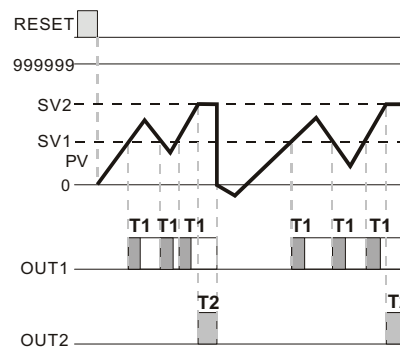 RESET
999999
SV2
SV1
PV
0
T1 T1 T1 T1 T1 T1
OUT1
T2
OUT2